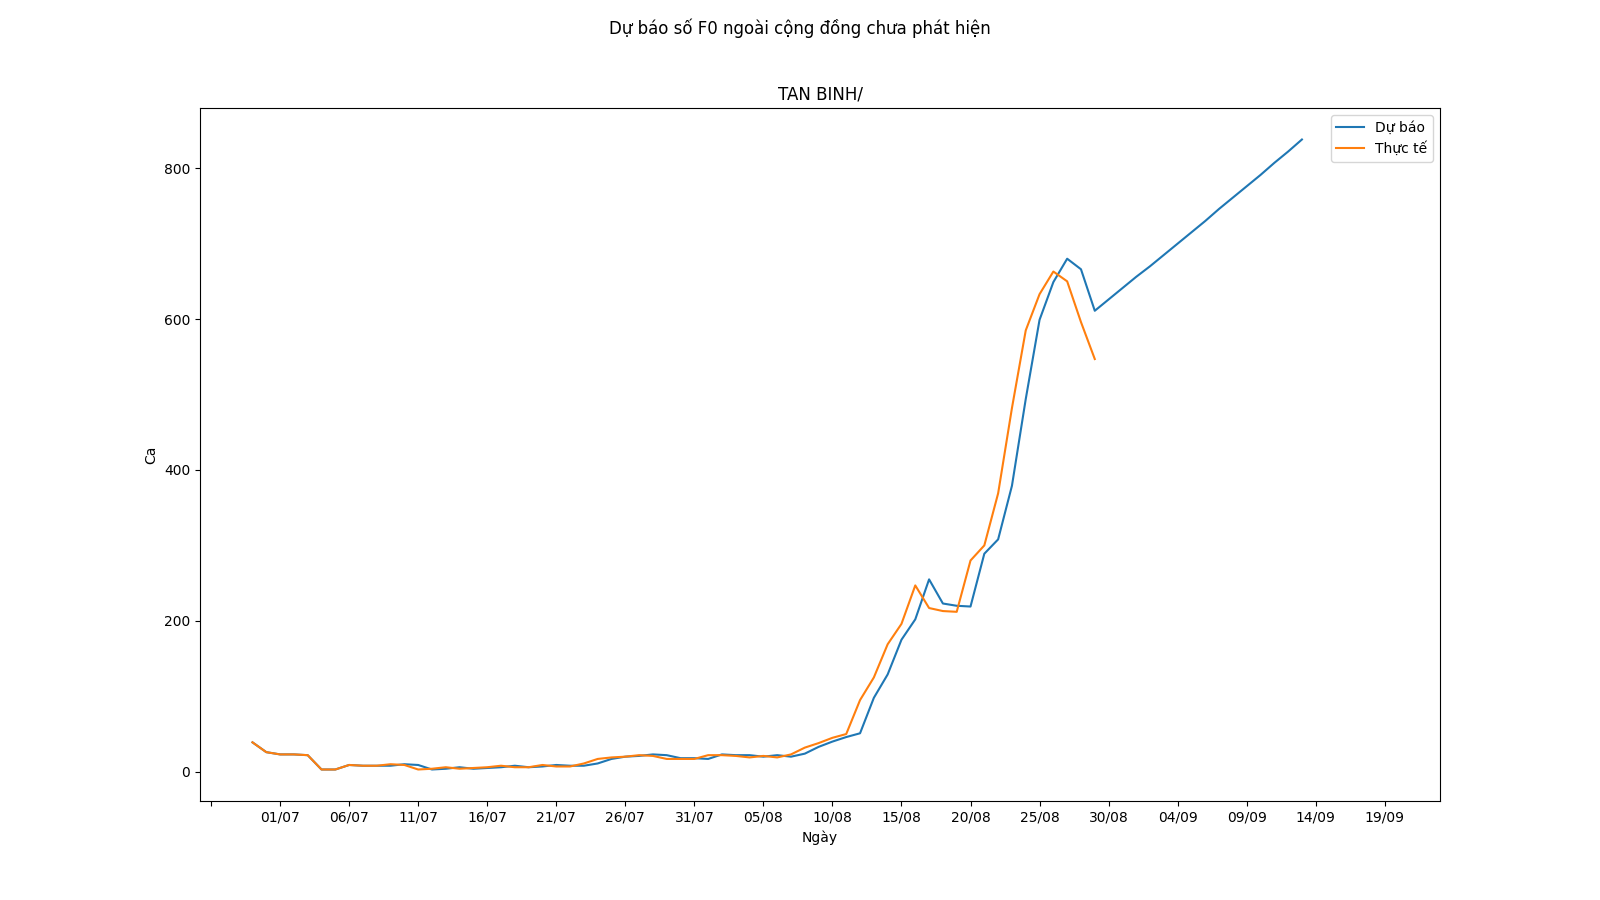 Dự báo số F0 ngoài cộng đồng chưa phát hiện
TAN BINH/
Dự báo
Thực tế
800
600
400
200
0
Ca
01/07 06/07 11/07 16/07 21/07 26/07 31/07 05/08 10/08 15/08 20/08 25/08 30/08 04/09 09/09 14/09 19/09
Ngày